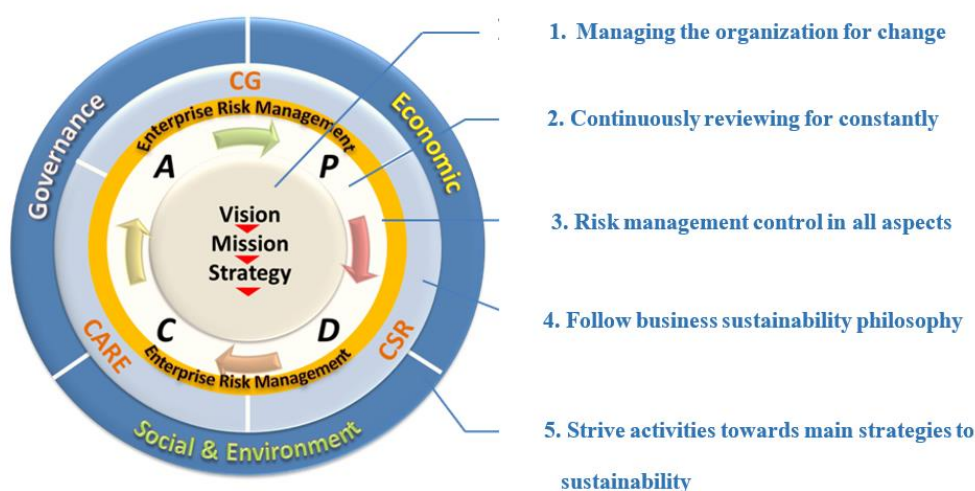 CG
Enterprise Risk Management
Governance
Economic
A
P
Vision
Mission
Strategy
C
D
CARE
CSR
Enterprise Risk Management
Social & Environment
1. Managing the organization for change
2. Continuously reviewing for constantly
3. Risk management control in all aspects
4. Follow business sustainability philosophy
5. Strive activities towards main strategies to
sustainability